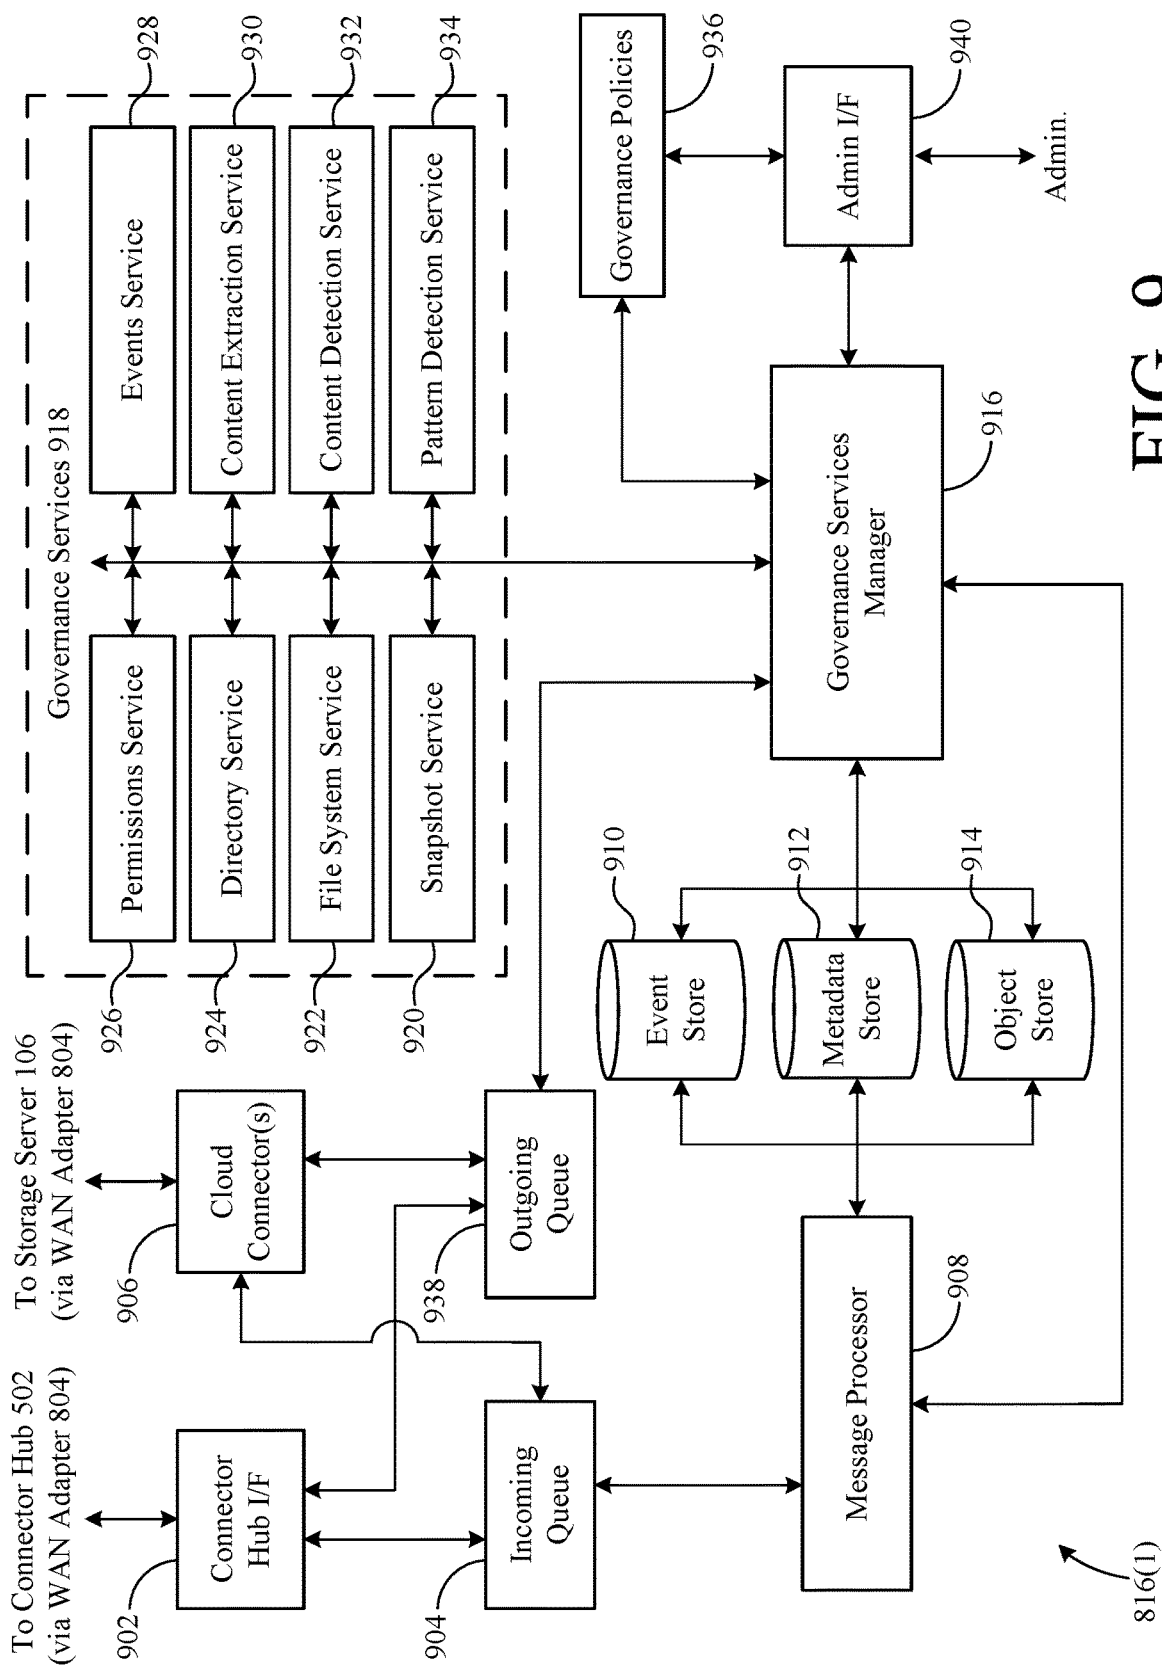 To Connector Hub 502
(via WAN Adapter 804)
To Storage Server 106
(via WAN Adapter 804)
902
Connector
Hub I/F
906
Cloud
Connector(s)
904
Incoming
Queue
938
Outgoing
Queue
Governance Services 918
926
Permissions Service
Events Service
928
924
Directory Service
Content Extraction Service
930
922
File System Service
Content Detection Service
932
920
Snapshot Service
Pattern Detection Service
934
910
Event
Store
912
Metadata
Store
914
Object
Store
Message Processor
908
Governance Services
Manager
916
Governance Policies
936
Admin I/F
940
Admin.
816(1)
FIG. 9